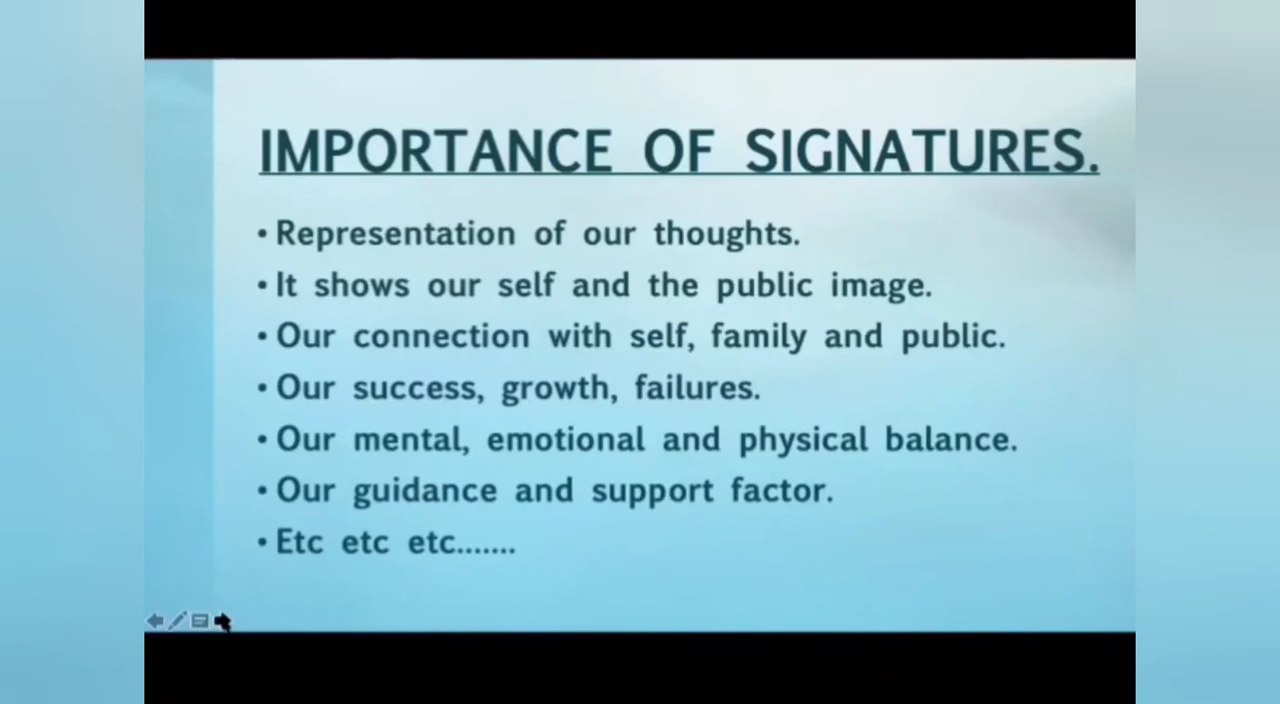 IMPORTANCE OF SIGNATURES.
• Representation of our thoughts.
• It shows our self and the public image.
• Our connection with self, family and public.
• Our success, growth, failures.
• Our mental, emotional and physical balance.
• Our guidance and support factor.
• Etc etc etc.......